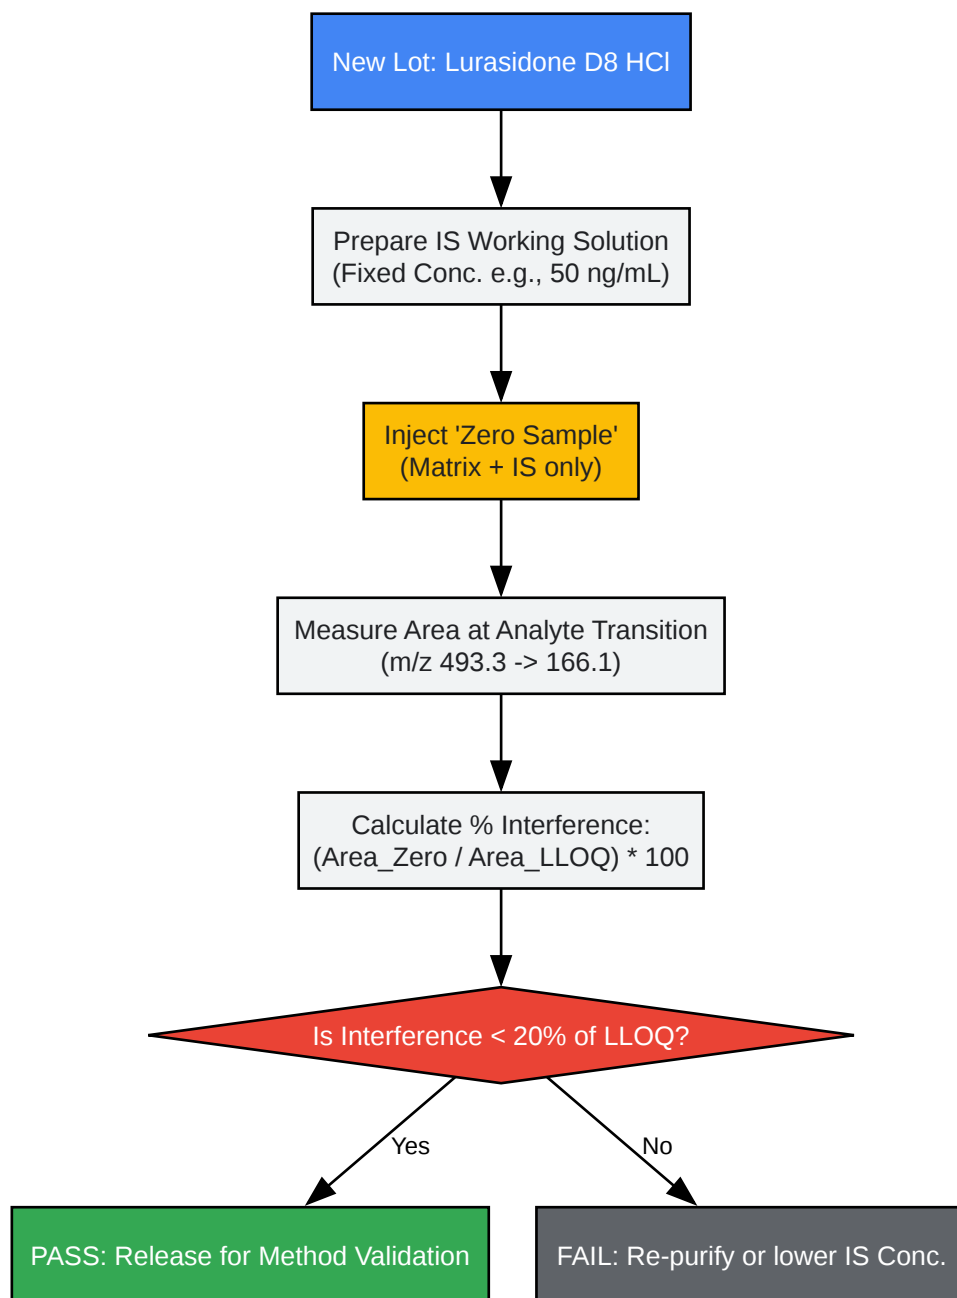 New Lot: Lurasidone D8 HCl
Prepare IS Working Solution
(Fixed Conc. e.g., 50 ng/mL)
Inject 'Zero Sample'
(Matrix + IS only)
Measure Area at Analyte Transition
(m/z 493.3 -> 166.1)
Calculate % Interference:
(Area_Zero / Area_LLOQ) * 100
Is Interference < 20% of LLOQ?
Yes
No
PASS: Release for Method Validation
FAIL: Re-purify or lower IS Conc.